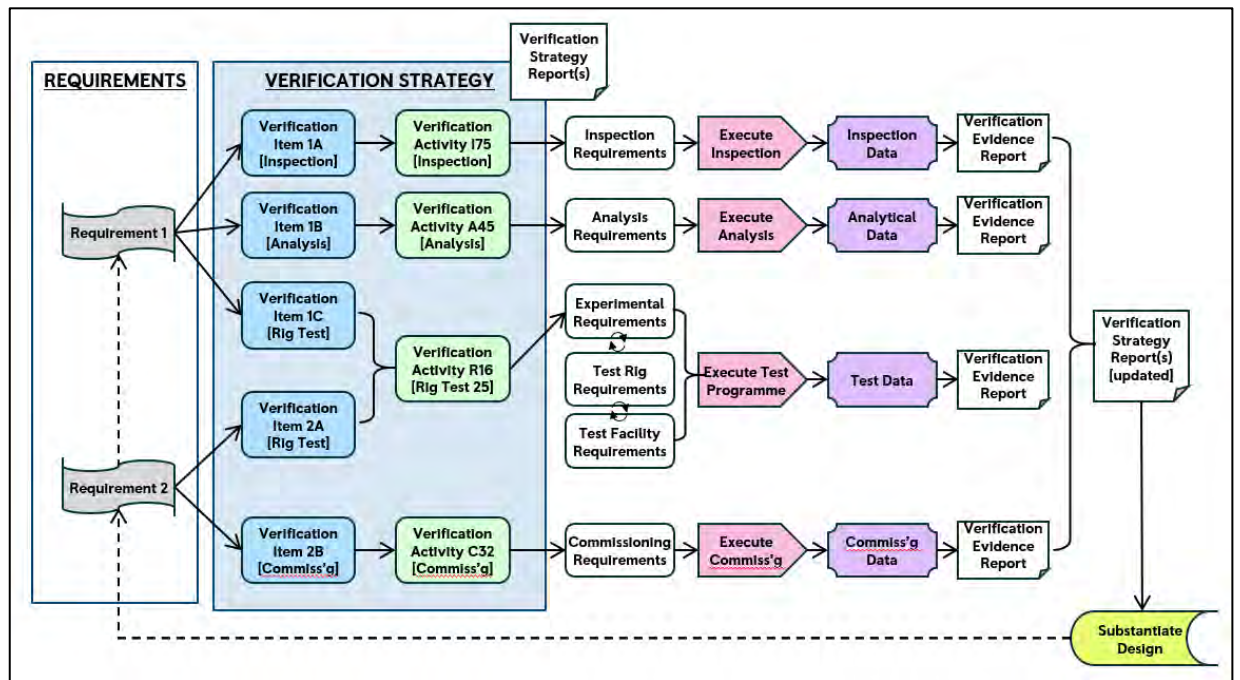 Verification
Strategy
Report(s)
REQUIREMENTS
VERIFICATION STRATEGY
Verification
Item 1A
[Inspection]
Verification
Activity I75
[Inspection]
Inspection
Requirements
Execute
Inspection
Inspection
Data
Verification
Evidence
Report
Requirement 1
Verification
Item 1B
[Analysis]
Verification
Activity A45
[Analysis]
Analysis
Requirements
Execute
Analysis
Analytical
Data
Verification
Evidence
Report
Verification
Item 1C
[Rig Test]
Verification
Activity R16
[Rig Test 25]
Experimental
Requirements
Test Rig
Requirements
Test Facility
Requirements
Execute Test
Programme
Test Data
Verification
Evidence
Report
Verification
Strategy
Report(s)
[updated]
Verification
Item 2A
[Rig Test]
Requirement 2
Verification
Item 2B
[Commiss'g]
Verification
Activity C32
[Commiss'g]
Commissioning
Requirements
Execute
Commiss'g
Commiss'g
Data
Verification
Evidence
Report
Substantiate
Design